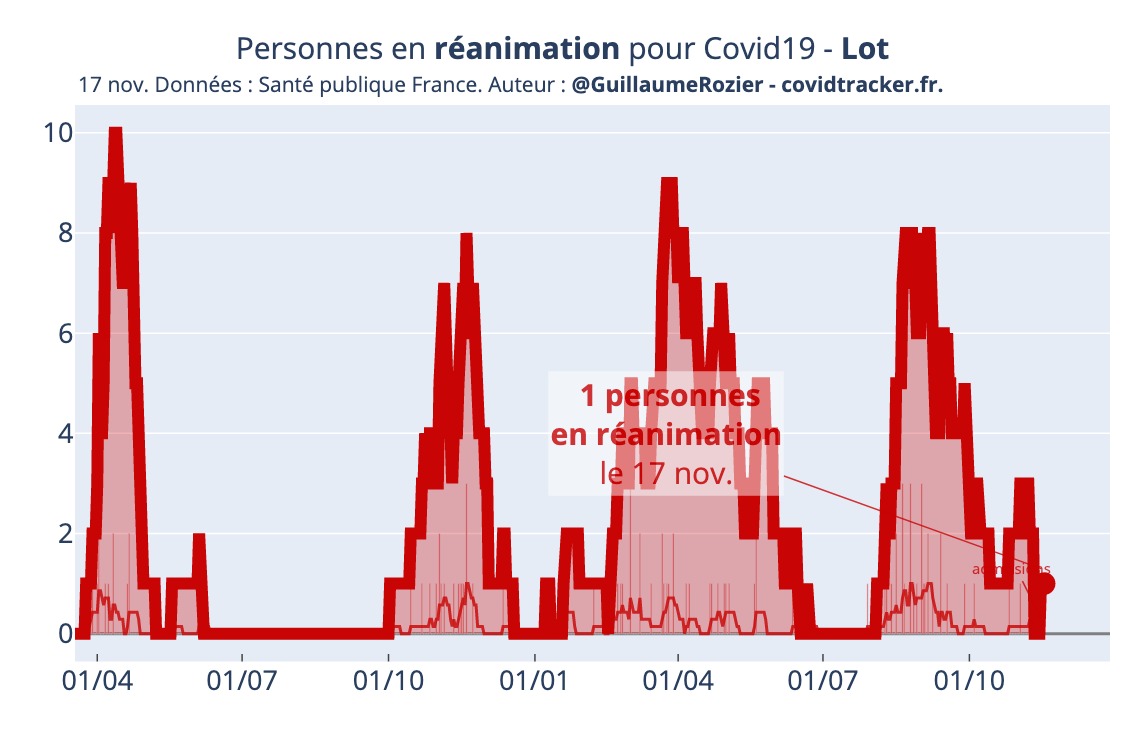 Personnes en réanimation pour Covid19 - Lot
17 nov. Données : Santé publique France. Auteur : @GuillaumeRozier - covidtracker.fr.
10
8
6
4
2
0
1 personnes
en réanimation
le 17 nov.
admissions
01/04
01/07
01/10
01/01
01/04
01/07
01/10